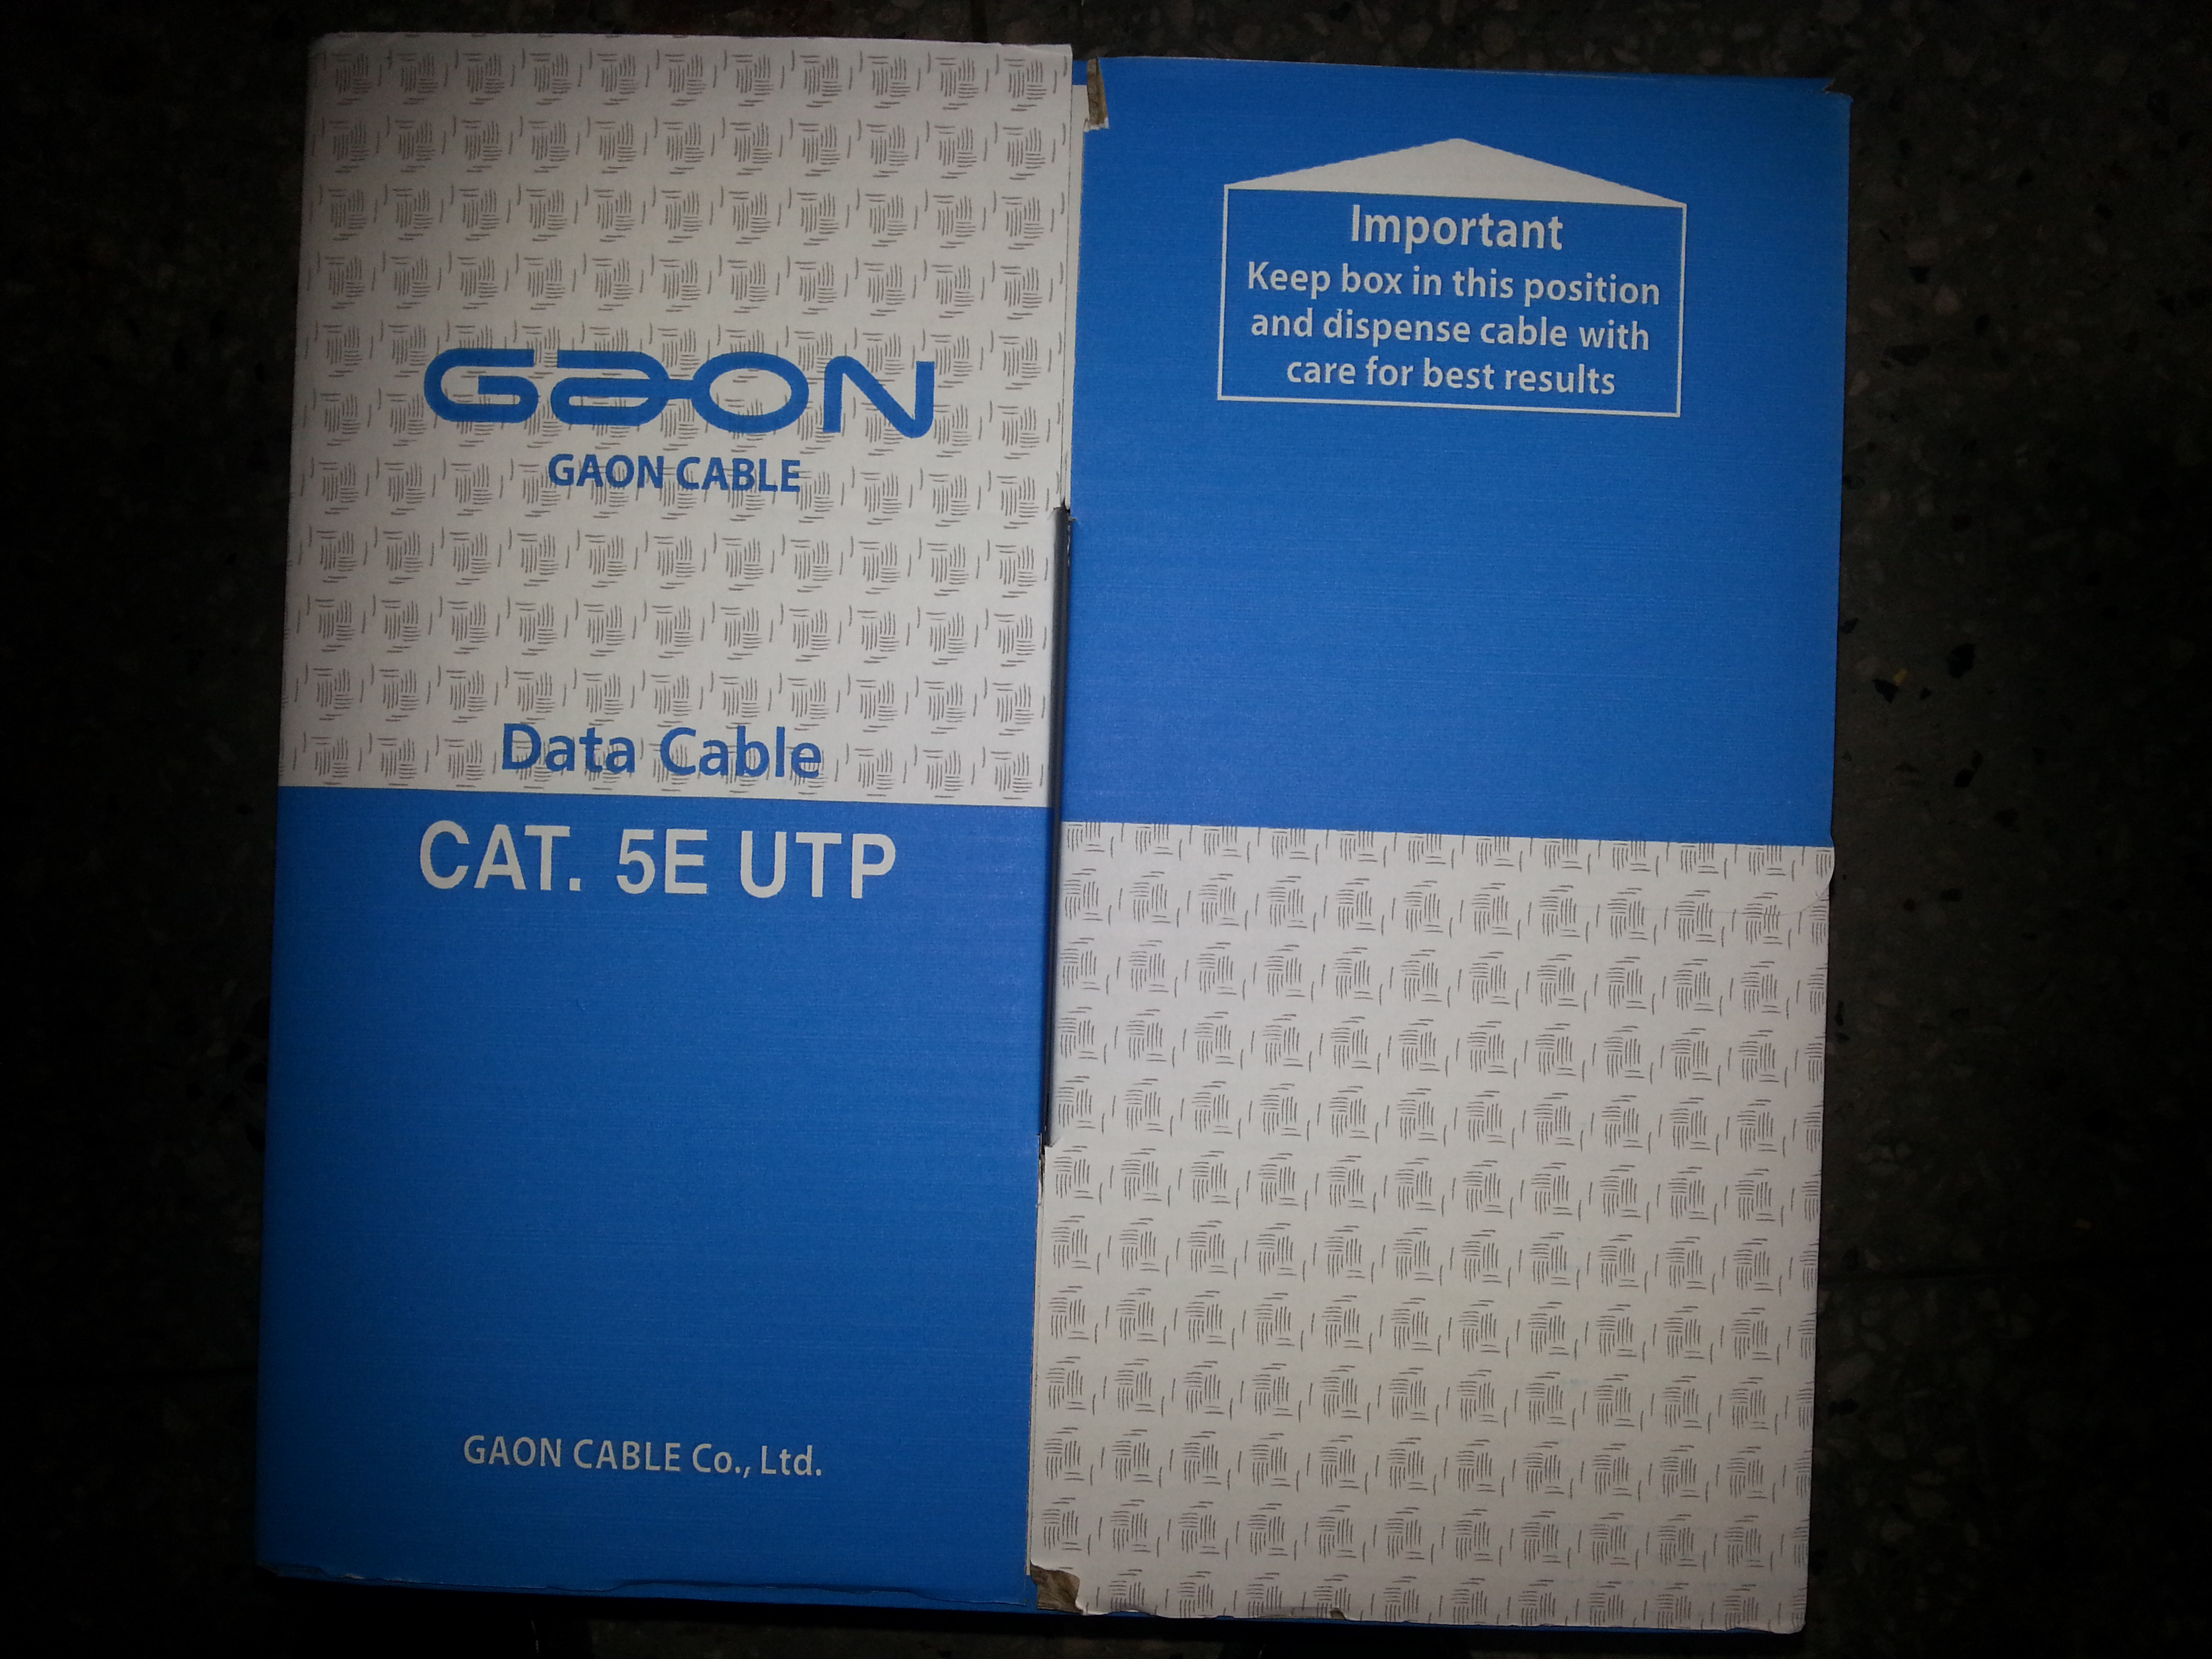 GaON
GAON CABLE
Data Cable
CAT. 5E UTP
GAON CABLE Co., Ltd.
Important
Keep box in this position
and dispense cable with
care for best results